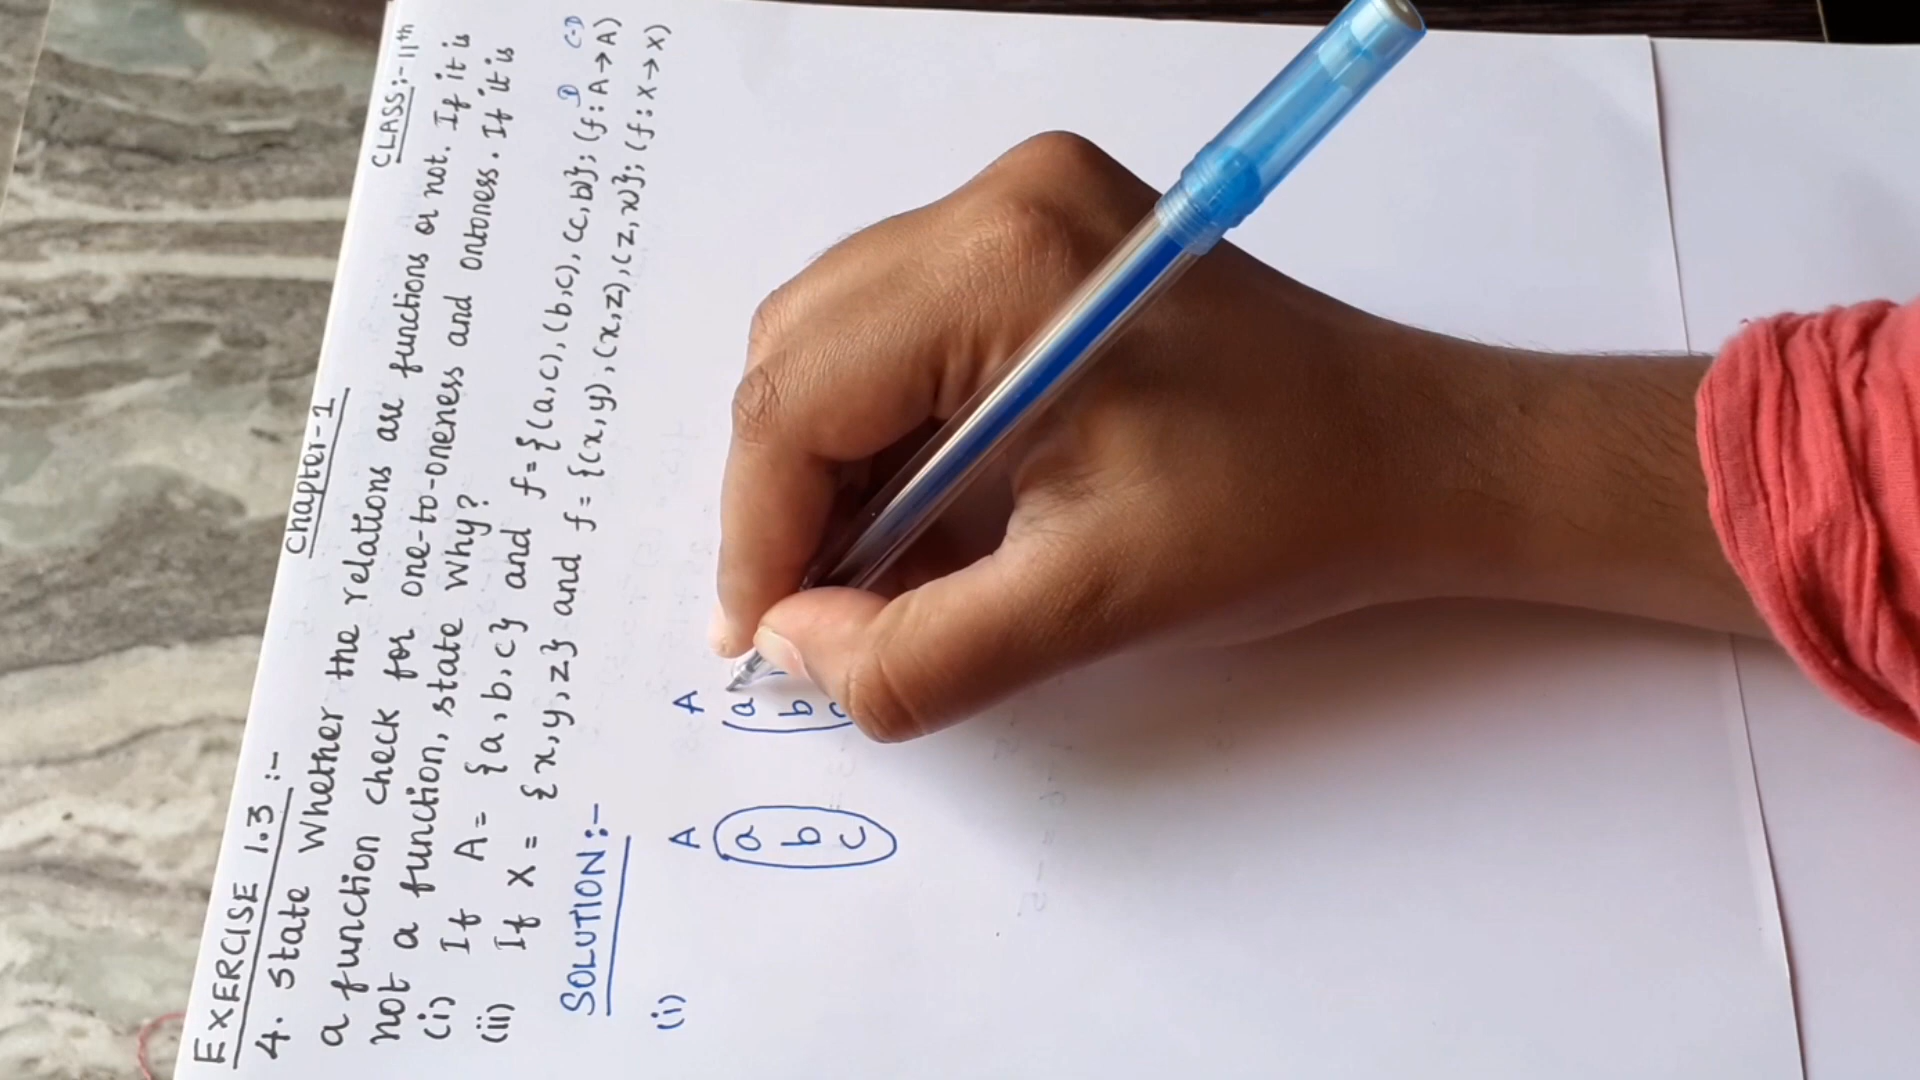 CLASS:- 11th
Chapter-1
EXERCISE 1.3 :-
4. State Whether the relations are functions or not. If it is
a function check for one-to-oneness and ontoness. If it is
not a function, state Why?
(i) If A = {a, b, c} and f = {(a, c), (b, c), (c, b)}; (f : A → A)
(ii) If X = {x, y, z} and f = {(x, y), (x, z), (z, x)}; (f : X → X)
SOLUTION:-
(i)
A A
a a
b b
c c